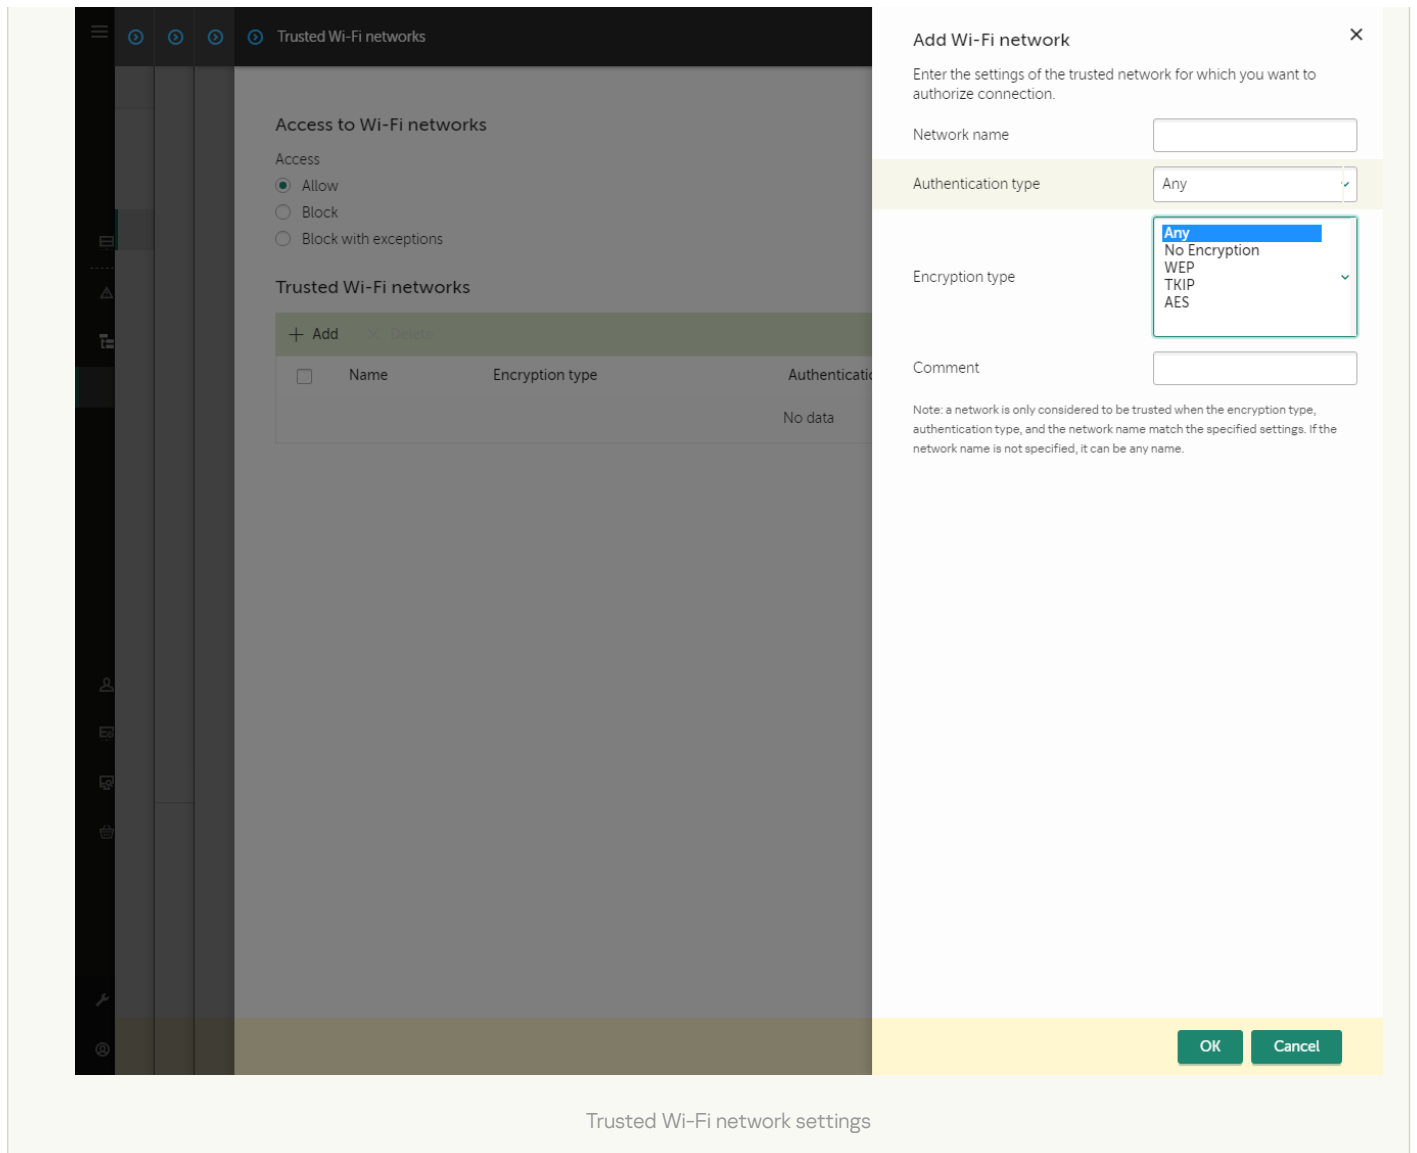 Trusted Wi-Fi networks
Access to Wi-Fi networks
Access
Allow
Block
Block with exceptions
Trusted Wi-Fi networks
Add Delete
Name Encryption type Authenticatic
No data
Add Wi-Fi network
Enter the settings of the trusted network for which you want to
authorize connection.
Network name
Authentication type Any
Encryption type
Any
No Encryption
WEP
TKIP
AES
Comment
Note: a network is only considered to be trusted when the encryption type,
authentication type, and the network name match the specified settings. If the
network name is not specified, it can be any name.
OK Cancel
Trusted Wi-Fi network settings